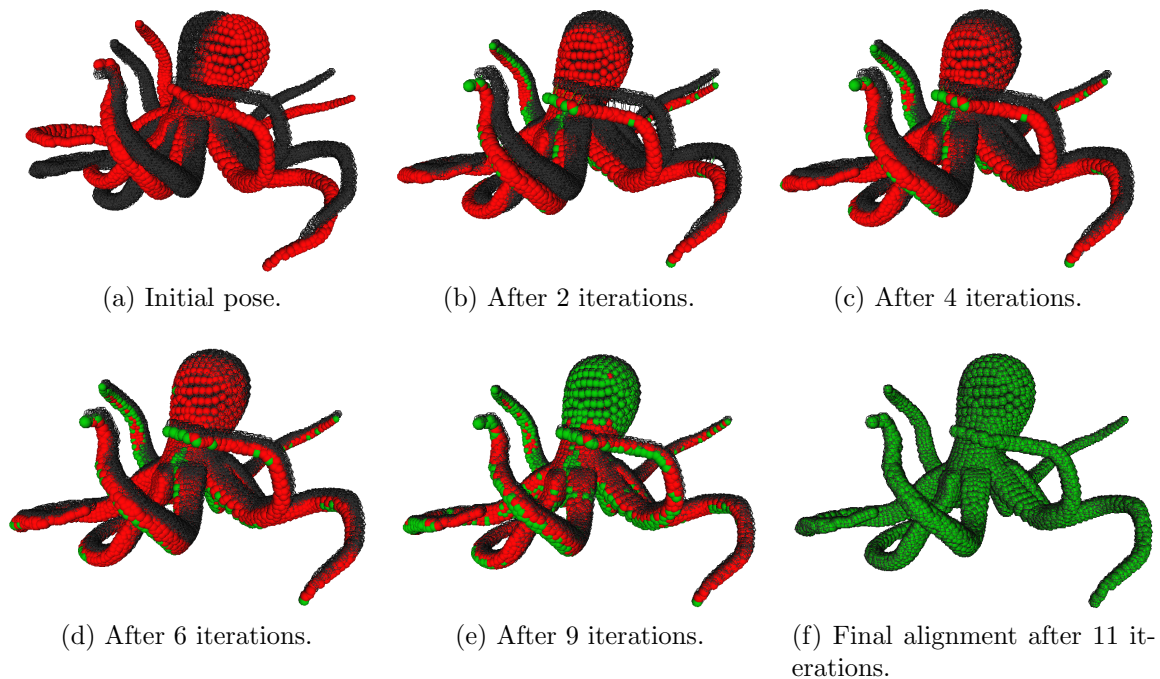 (a) Initial pose.
(b) After 2 iterations.
(c) After 4 iterations.
(d) After 6 iterations.
(e) After 9 iterations.
(f) Final alignment after 11 it-
erations.